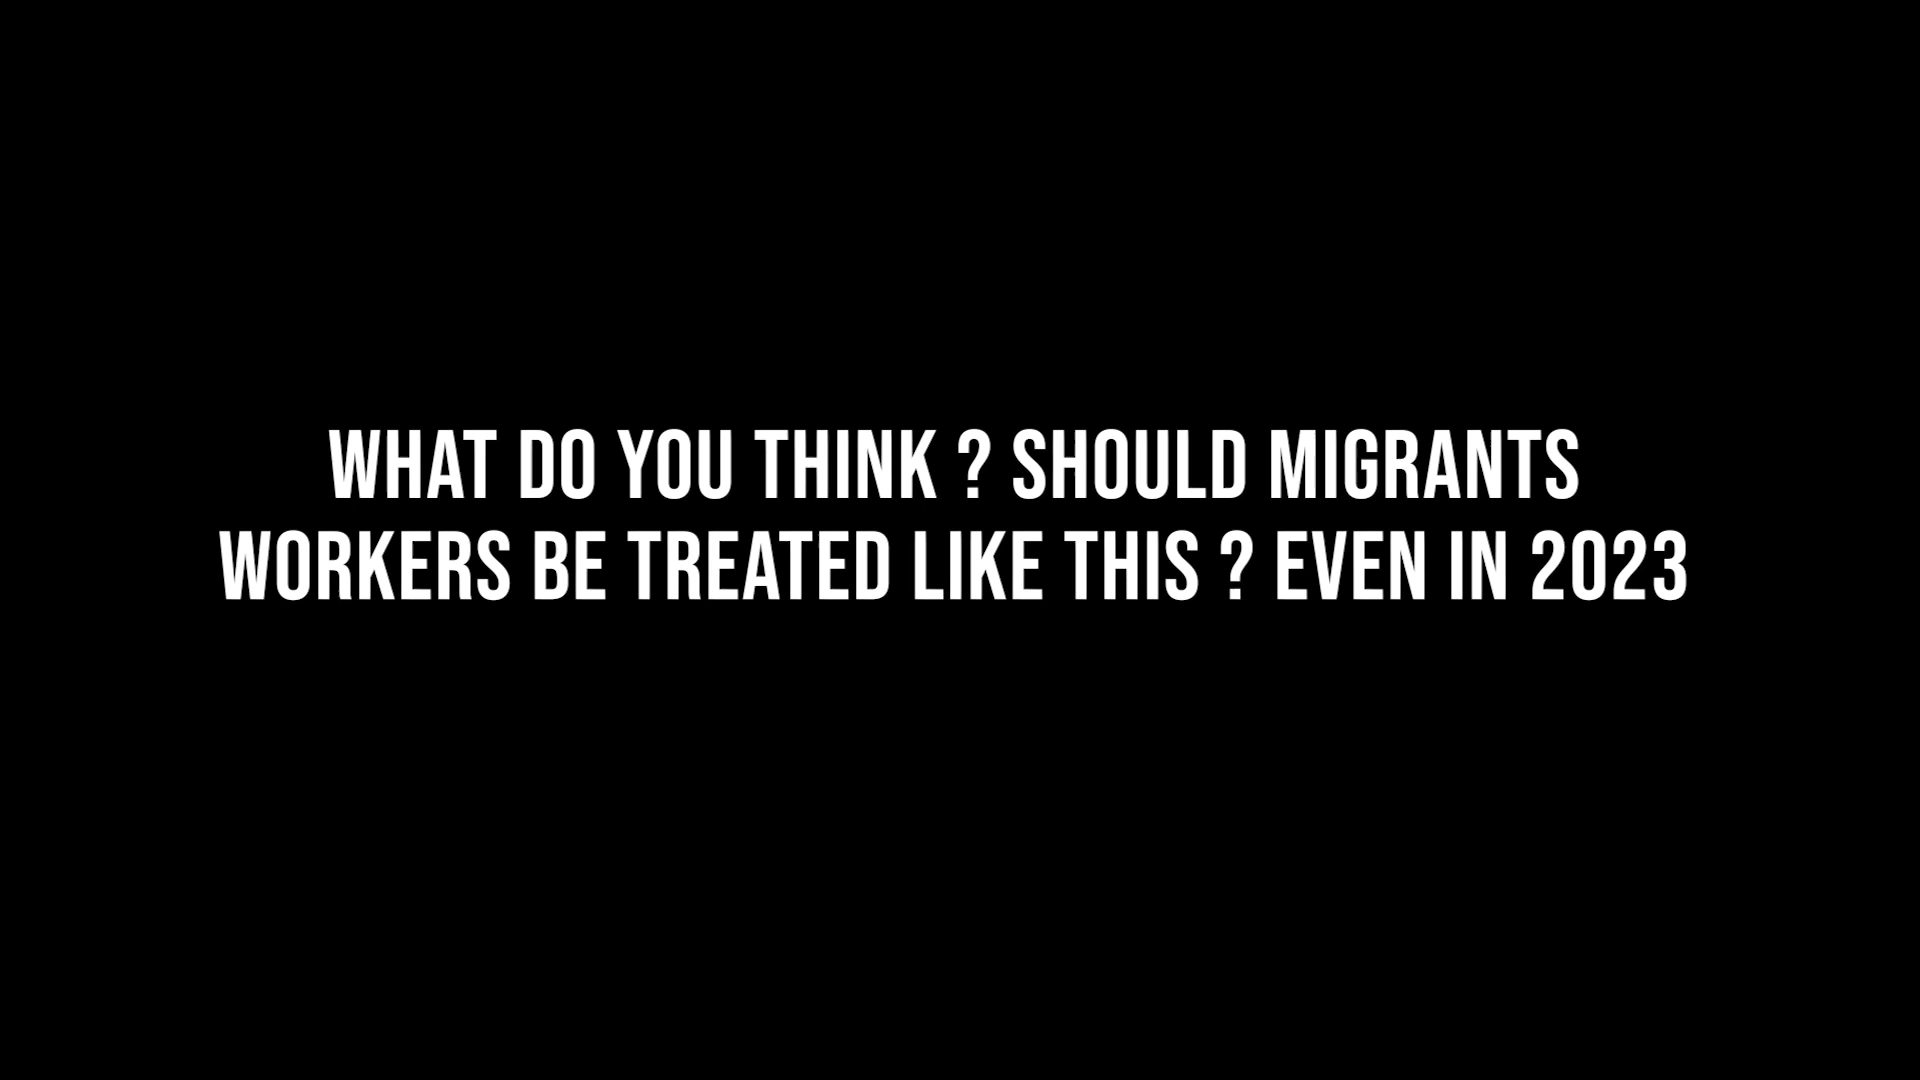 WHAT DO YOU THINK ? SHOULD MIGRANTS
WORKERS BE TREATED LIKE THIS ? EVEN IN 2023